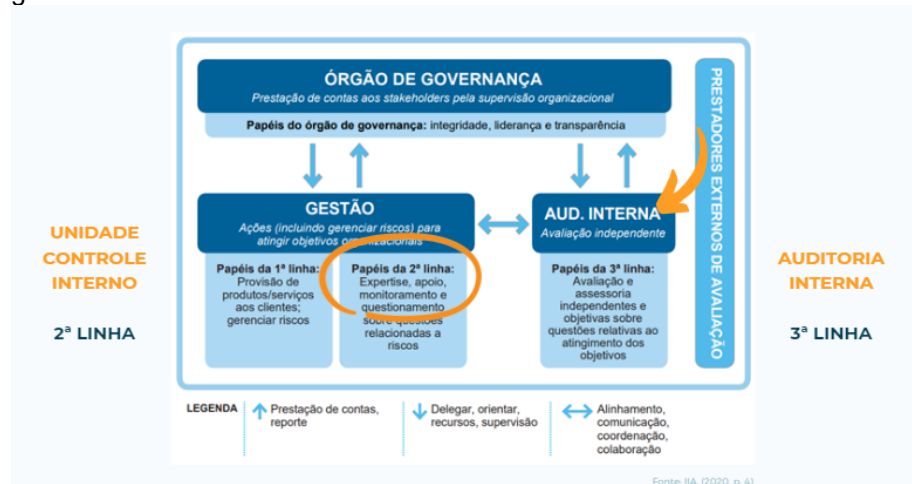 g
ÓRGÃO DE GOVERNANÇA
Prestação de contas aos stakeholders pela supervisão organizacional
Papéis do órgão de governança: integridade, liderança e transparência
PRESTADORES EXTERNOS DE AVALIAÇÃO
GESTÃO
Ações (incluindo gerenciar riscos) para
atingir objetivos organizacionais
AUD. INTERNA
Avaliação independente
UNIDADE
CONTROLE
INTERNO
2ª LINHA
Papéis da 1ª linha:
Provisão de
produtos/serviços
aos clientes;
gerenciar riscos
Papéis da 2ª linha:
Expertise, apoio,
monitoramento e
questionamento
sobre questões
relacionadas a
riscos
Papéis da 3ª linha:
Avaliação e
assessoria
independentes e
objetivas sobre
questões relativas ao
atingimento dos
objetivos
AUDITORIA
INTERNA
3ª LINHA
LEGENDA
Prestação de contas,
reporte
Delegar, orientar,
recursos, supervisão
Alinhamento,
comunicação,
coordenação,
colaboração
Fonte: IIA. (2020, p. 4)